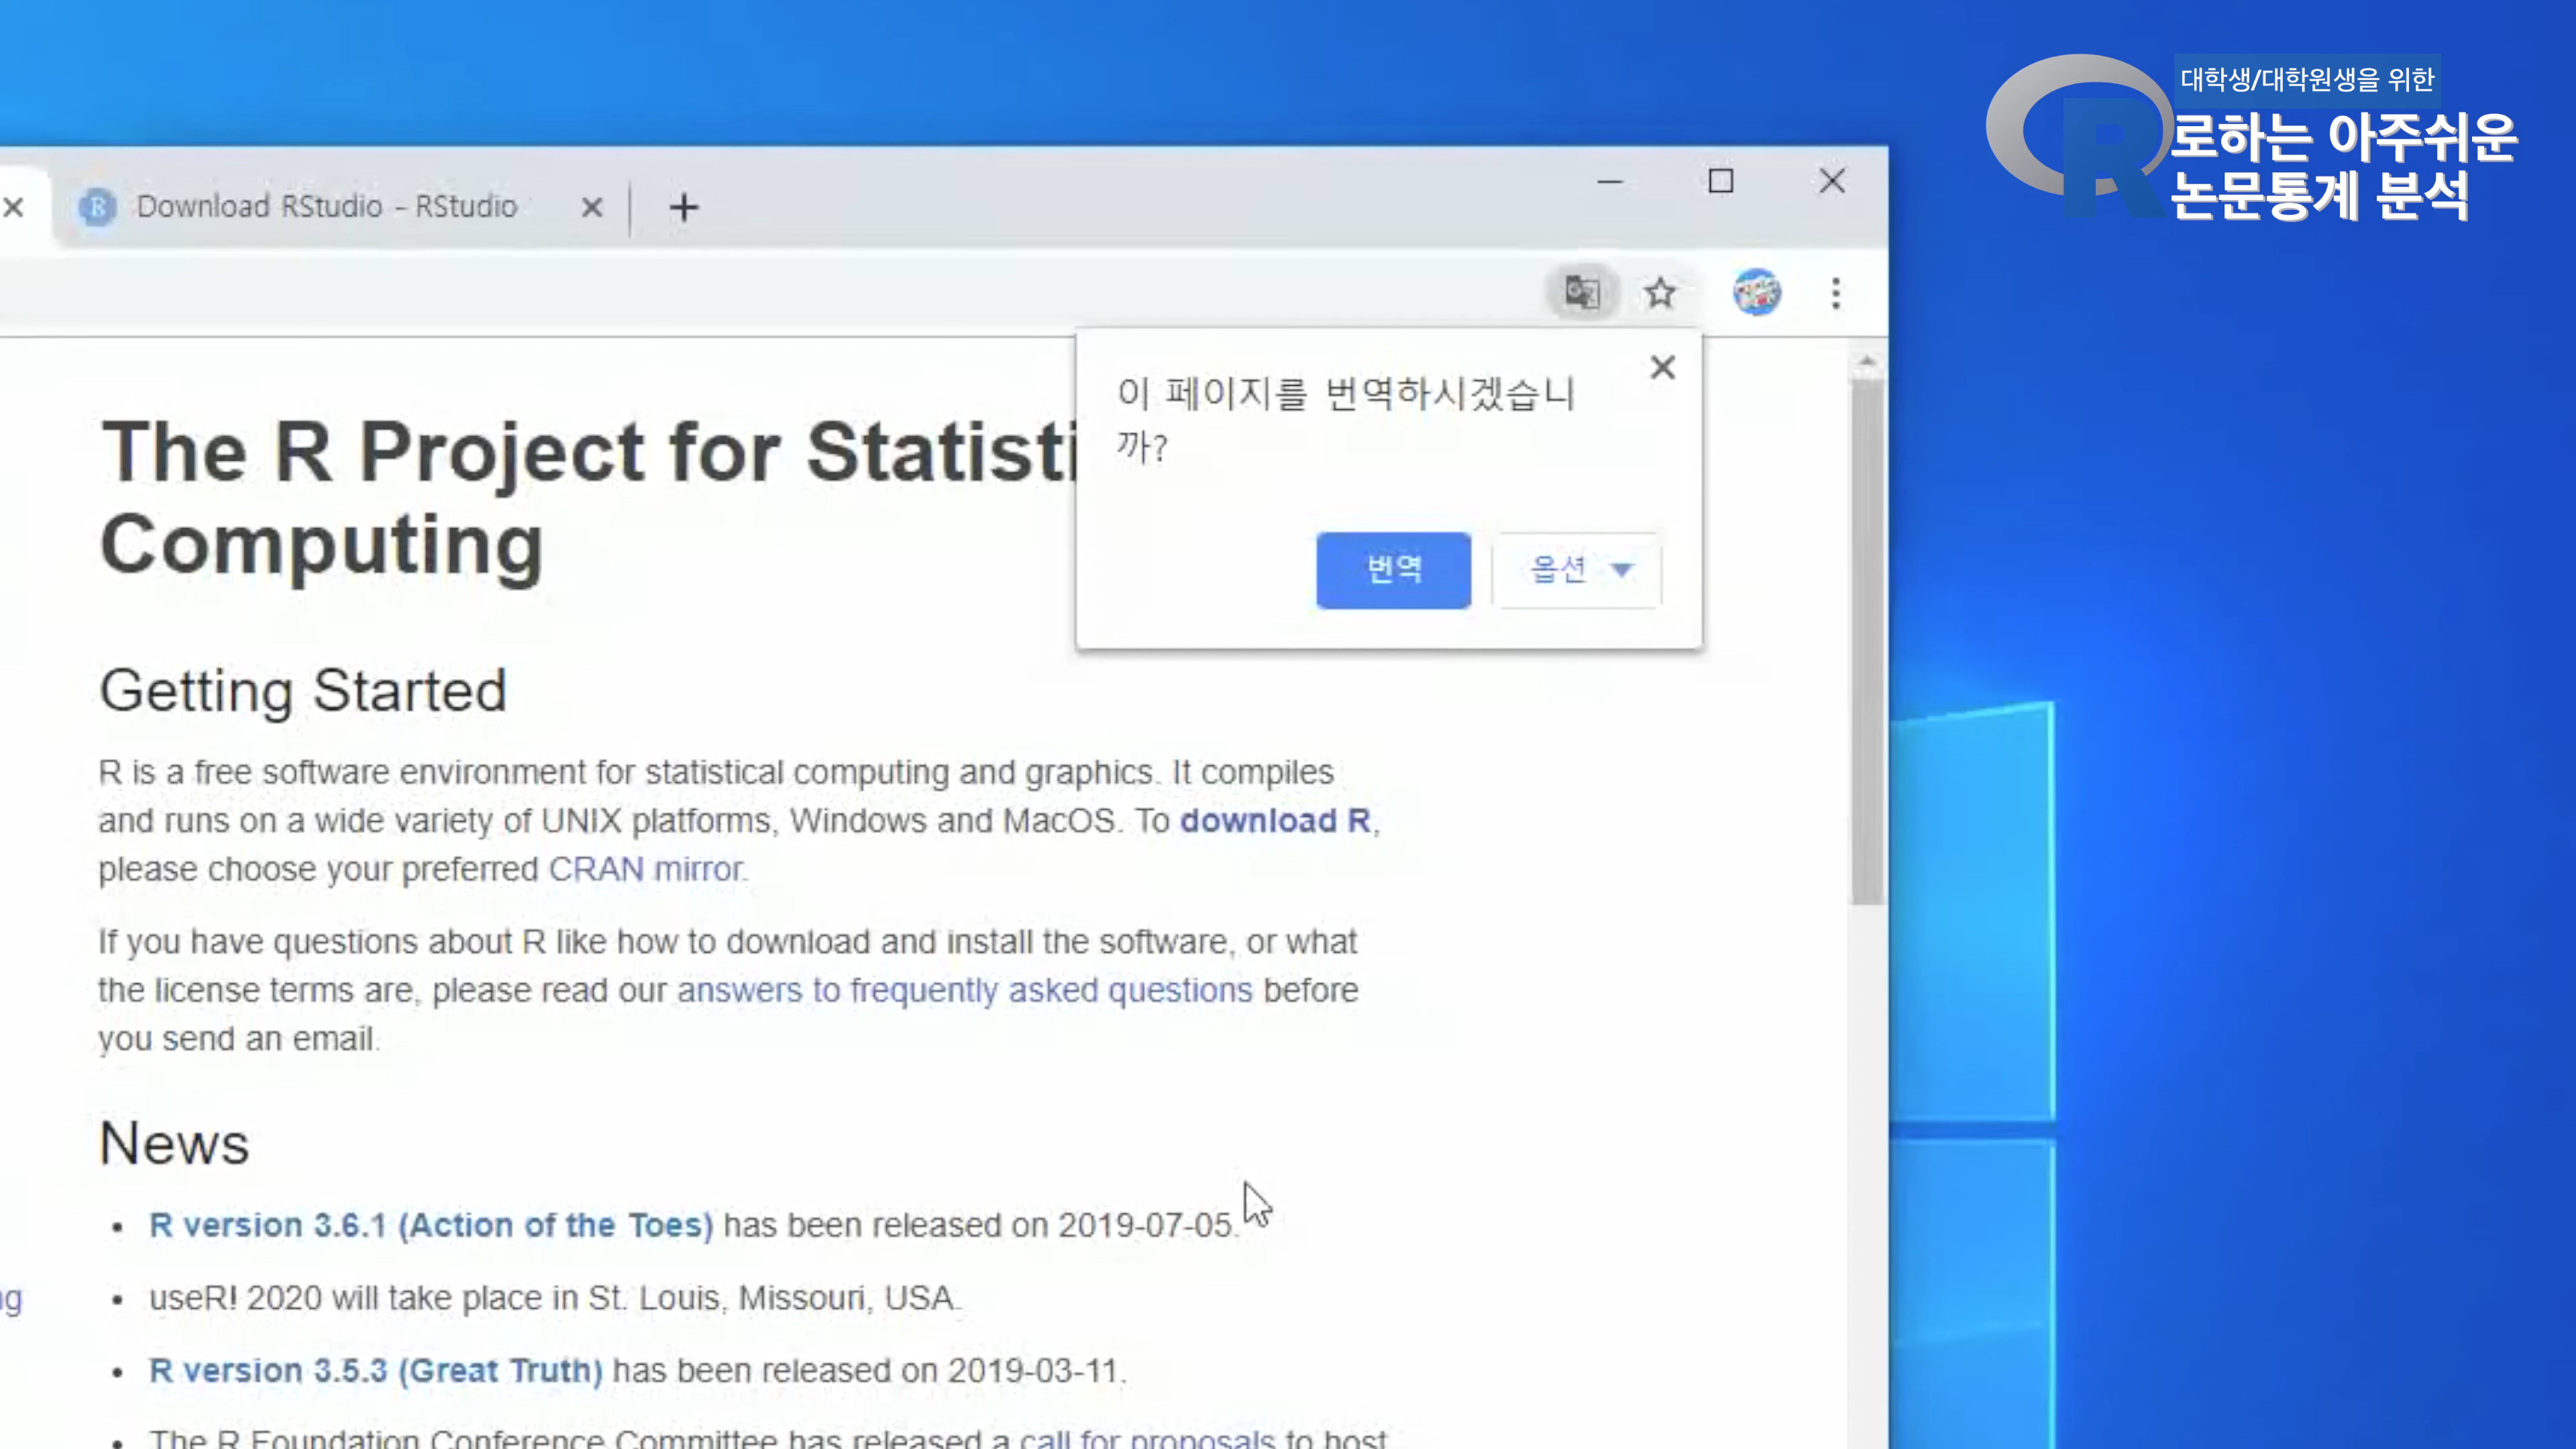 대학생/대학원생을 위한
R로하는 아주쉬운
논문통계 분석
Download RStudio - RStudio
이 페이지를 번역하시겠습니
까?
번역 옵션
The R Project for Statisti
Computing
Getting Started
R is a free software environment for statistical computing and graphics. It compiles
and runs on a wide variety of UNIX platforms, Windows and MacOS. To download R,
please choose your preferred CRAN mirror.
If you have questions about R like how to download and install the software, or what
the license terms are, please read our answers to frequently asked questions before
you send an email.
News
• R version 3.6.1 (Action of the Toes) has been released on 2019-07-05.
• useR! 2020 will take place in St. Louis, Missouri, USA.
• R version 3.5.3 (Great Truth) has been released on 2019-03-11.
• The R Foundation Conference Committee has released a call for proposals to host